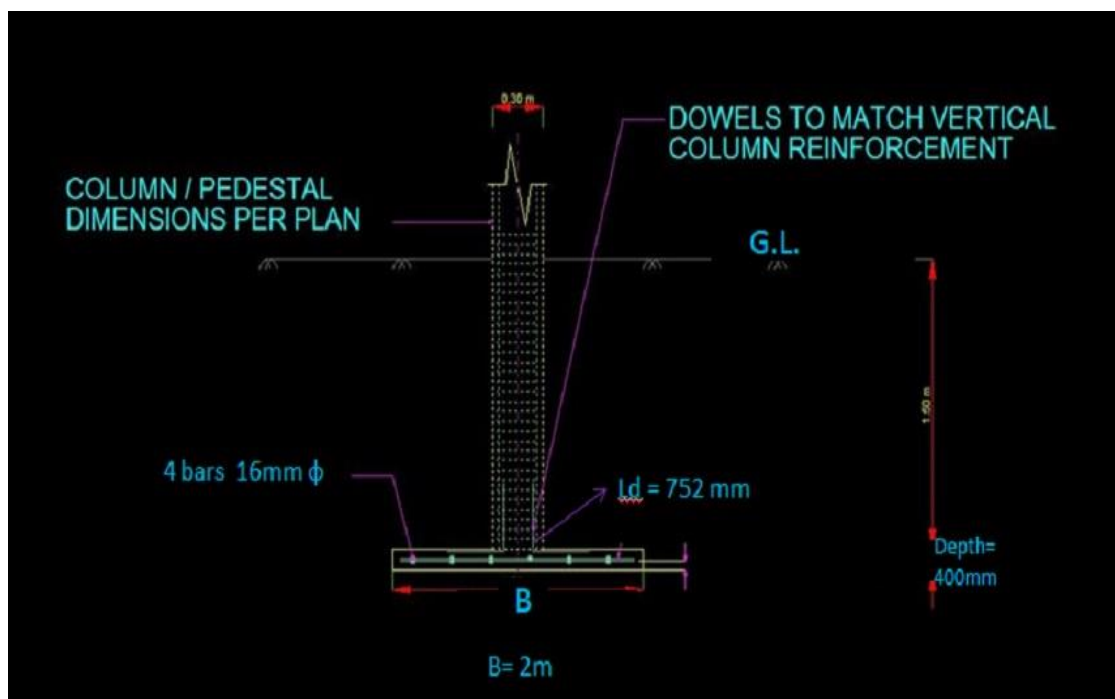 0.30 m
DOWELS TO MATCH VERTICAL
COLUMN REINFORCEMENT
COLUMN / PEDESTAL
DIMENSIONS PER PLAN
G.L.
1.50 m
4 bars 16mm ϕ
Ld = 752 mm
Depth=
400mm
B
B= 2m